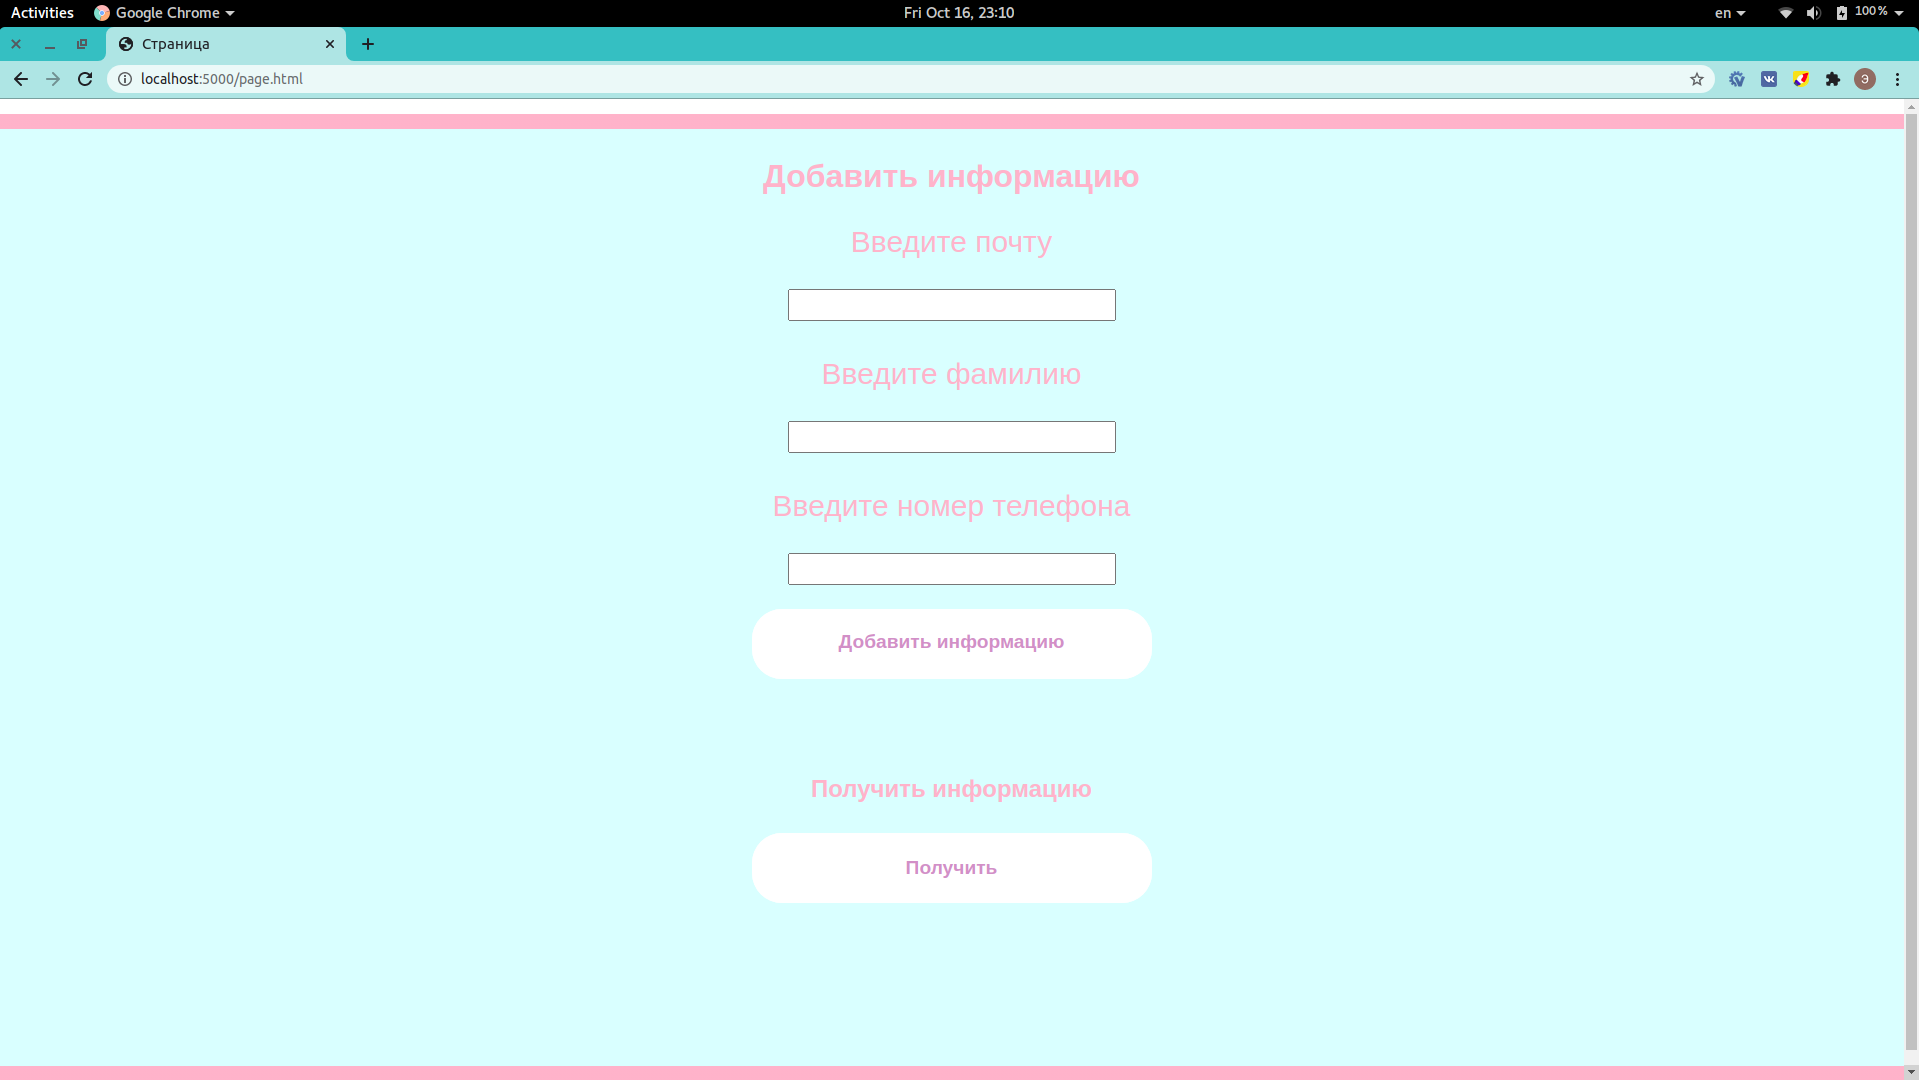 Activities Google Chrome Fri Oct 16, 23:10 en 100%
Страница
localhost:5000/page.html Э
Добавить информацию
Введите почту
Введите фамилию
Введите номер телефона
Добавить информацию
Получить информацию
Получить